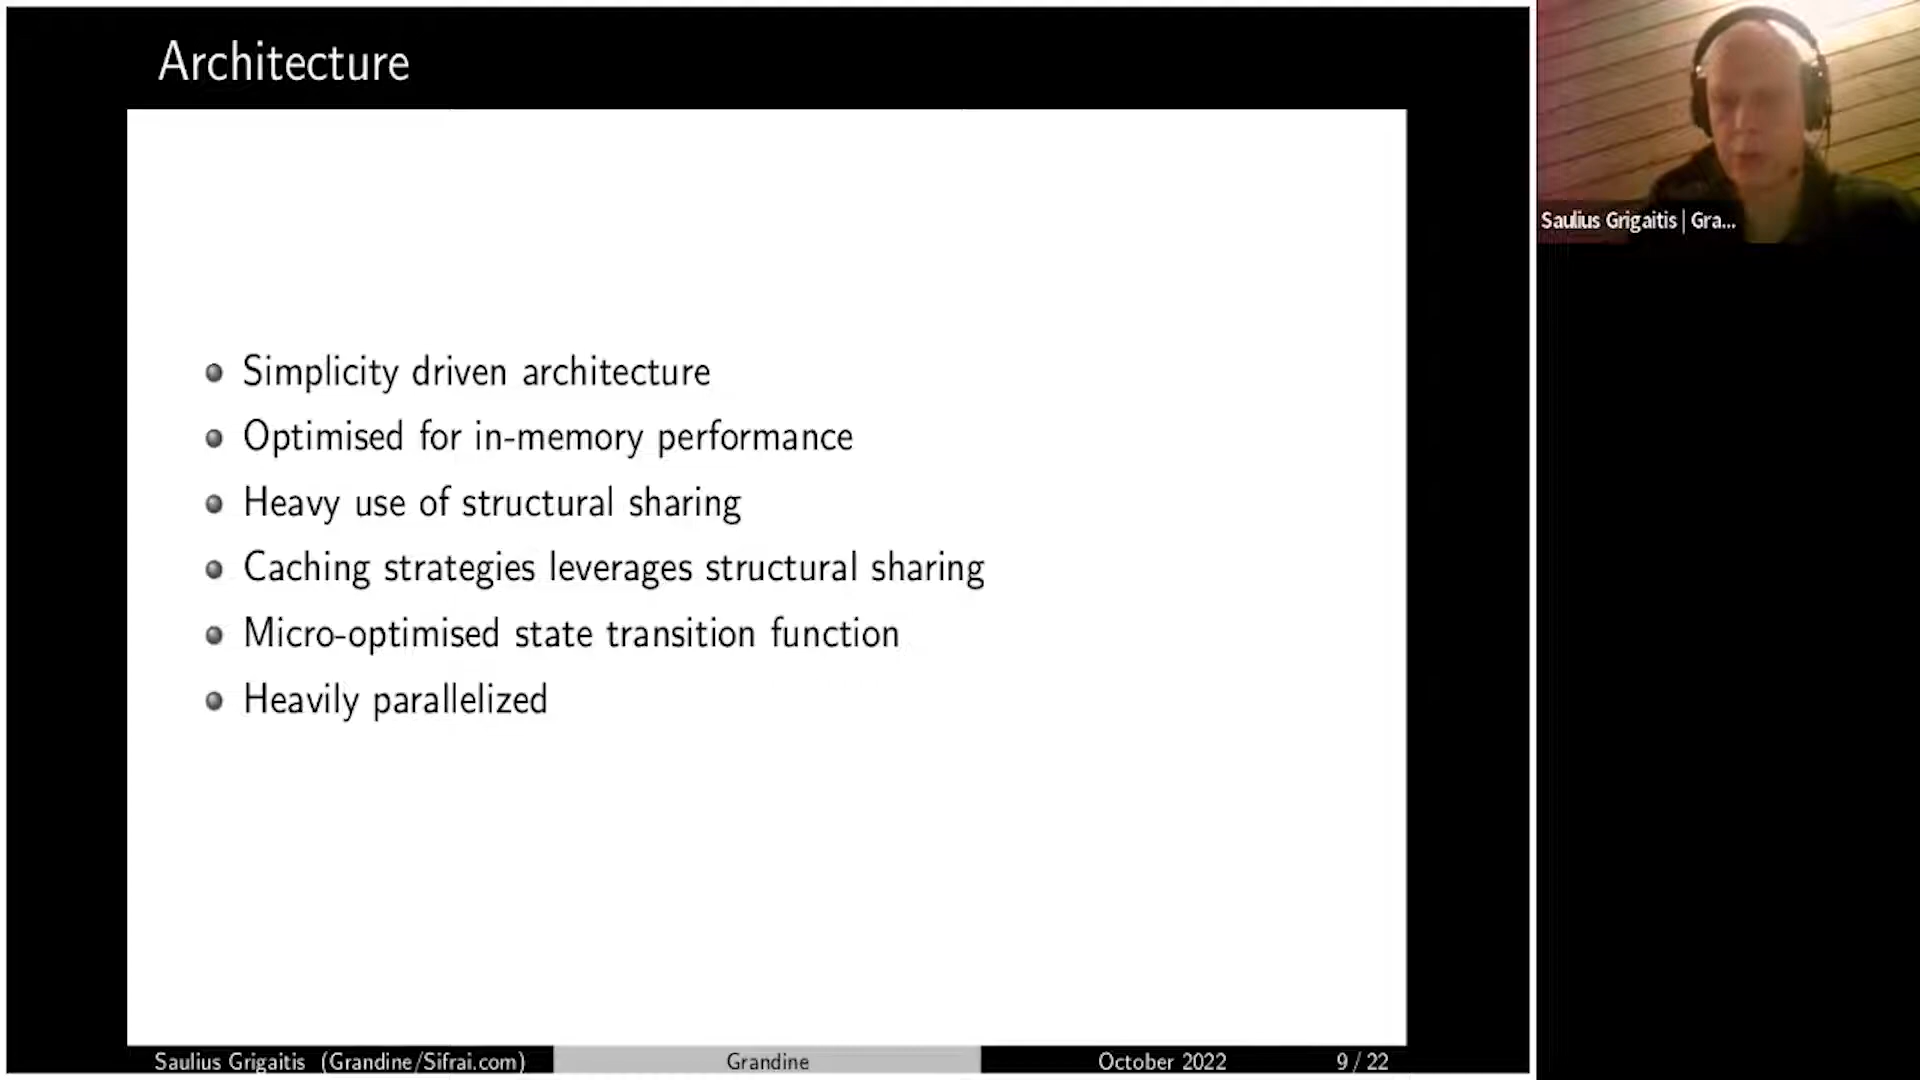 Architecture
Simplicity driven architecture
Optimised for in-memory performance
Heavy use of structural sharing
Caching strategies leverages structural sharing
Micro-optimised state transition function
Heavily parallelized
Saulius Grigaitis (Grandine/Sifrai.com)
Grandine
October 2022
9 / 22
Saulius Grigaitis | Gra...